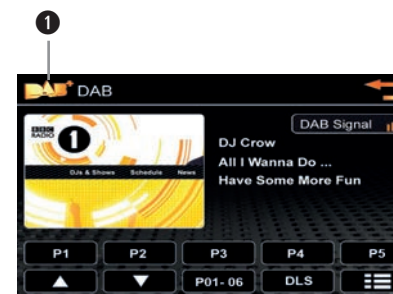 1
DAB+ DAB
DAB Signal
BBC RADIO 1
DJs & Shows Schedule News
DJ Crow
All I Wanna Do ...
Have Some More Fun
P1 P2 P3 P4 P5
P01-06 DLS